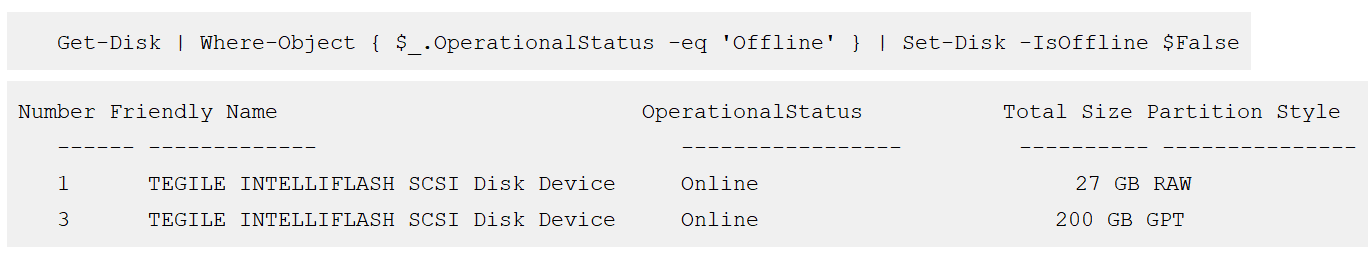 Get-Disk | Where-Object { $_.OperationalStatus -eq 'Offline' } | Set-Disk -IsOffline $False
Number Friendly Name OperationalStatus Total Size Partition Style
------ ------------- ----------------- ---------- ---------------
1 TEGILE INTELLIFLASH SCSI Disk Device Online 27 GB RAW
3 TEGILE INTELLIFLASH SCSI Disk Device Online 200 GB GPT